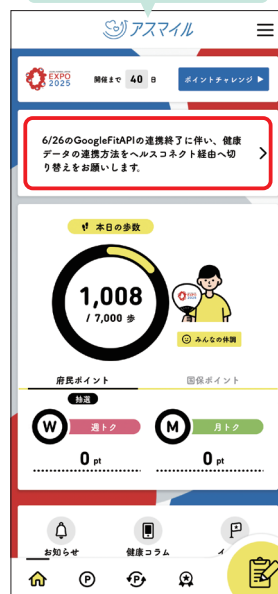 アスマイル
EXPO
2025
開催まで 40 日
ポイントチャレンジ ▶
6/26のGoogleFitAPIの連携終了に伴い、健康
データの連携方法をヘルスコネクト経由へ切
り替えをお願いします。
本日の歩数
1,008
/ 7,000 歩
EXPO
2025
みんなの体調
府民ポイント
国保ポイント
抽選
W 週トク
M 月トク
0 pt
0 pt
お知らせ
健康コラム
P
P